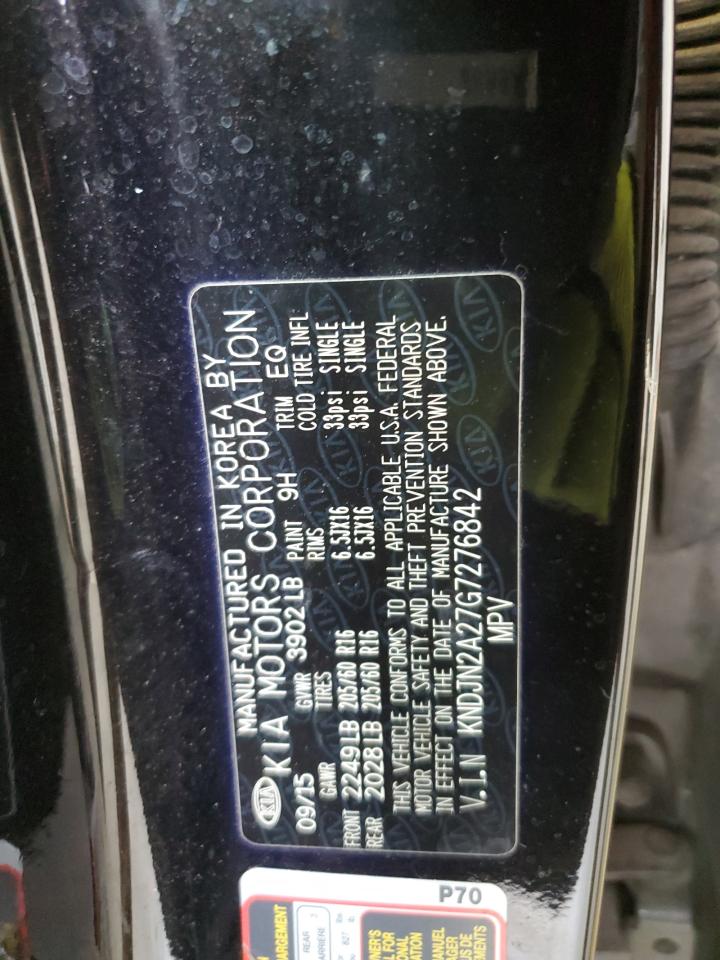 MANUFACTURED IN KOREA BY
KIA KIA MOTORS CORPORATION
09/15 GVWR 3902LB PAINT 9H TRIM EQ
GAWR TIRES RIMS COLD TIRE INFL
FRONT 2249LB 205/60 R16 6.5JX16 33psi SINGLE
REAR 2028LB 205/60 R16 6.5JX16 33psi SINGLE
THIS VEHICLE CONFORMS TO ALL APPLICABLE U.S.A. FEDERAL
MOTOR VEHICLE SAFETY AND THEFT PREVENTION STANDARDS
IN EFFECT ON THE DATE OF MANUFACTURE SHOWN ABOVE.
V.I.N KNDJN2A27G7276842
MPV
P70
REAR 3